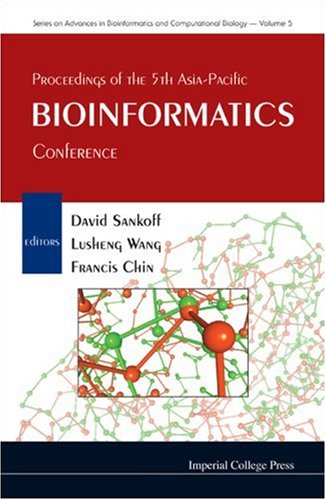 Series on Advances in Bioinformatics and Computational Biology — Volume 5
Proceedings of the 5th Asia-Pacific
BIOINFORMATICS
Conference
EDITORS
David Sankoff
Lusheng Wang
Francis Chin
Imperial College Press